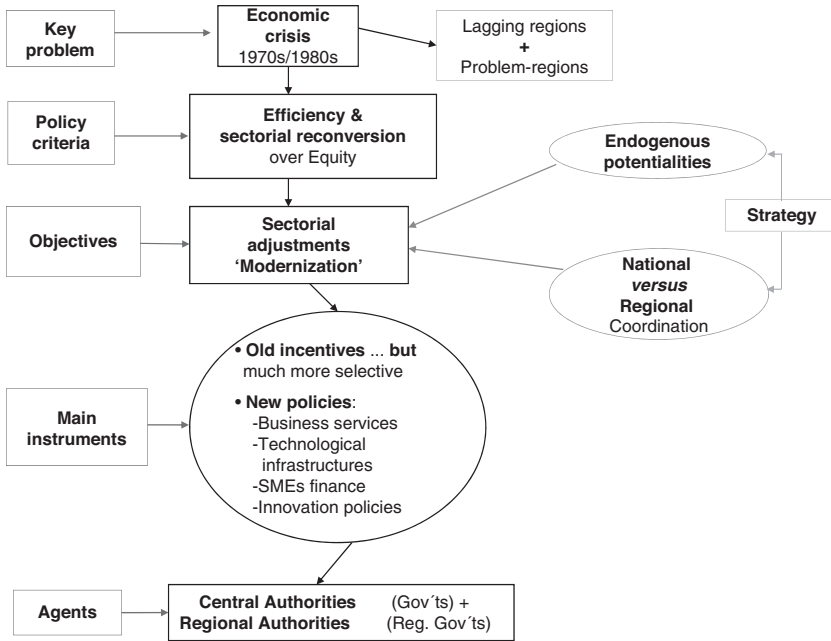 Key
problem
Economic
crisis
1970s/1980s
Lagging regions
+
Problem-regions
Policy
criteria
Efficiency &
sectorial reconversion
over Equity
Endogenous
potentialities
Strategy
Objectives
Sectorial
adjustments
‘Modernization’
National
versus
Regional
Coordination
Main
instruments
• Old incentives ... but
much more selective
• New policies:
-Business services
-Technological
infrastructures
-SMEs finance
-Innovation policies
Agents
Central Authorities (Gov´ts) +
Regional Authorities (Reg. Gov´ts)